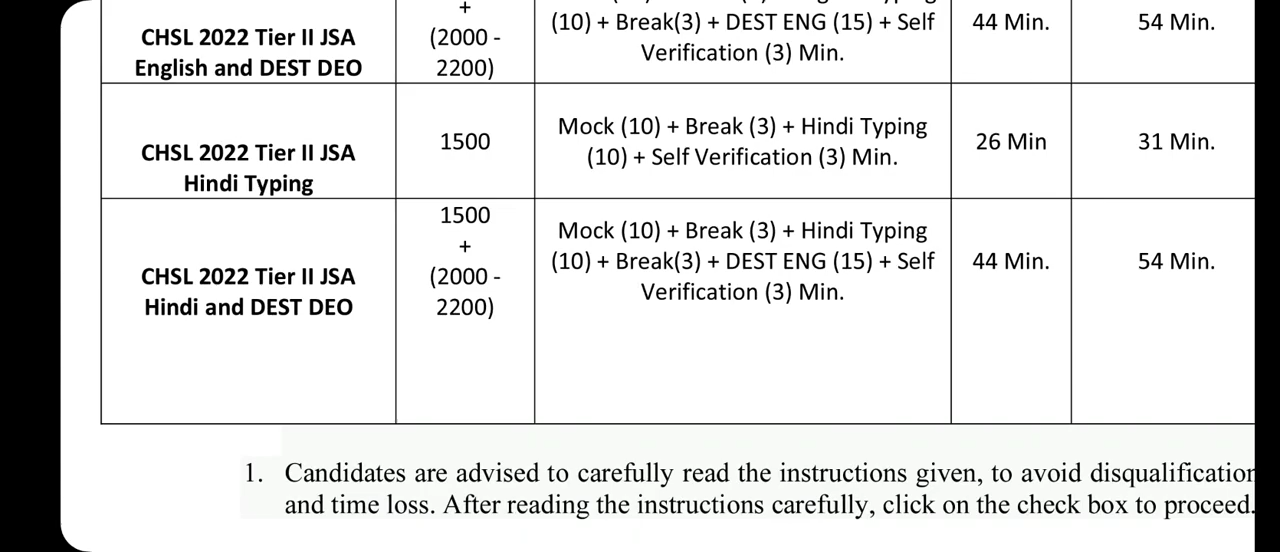 +
(10) + Break(3) + DEST ENG (15) + Self
CHSL 2022 Tier II JSA
(2000 -
44 Min.
54 Min.
English and DEST DEO
2200)
Verification (3) Min.
CHSL 2022 Tier II JSA
Hindi Typing
1500
Mock (10) + Break (3) + Hindi Typing
(10) + Self Verification (3) Min.
26 Min
31 Min.
CHSL 2022 Tier II JSA
Hindi and DEST DEO
1500
+
(2000 -
2200)
Mock (10) + Break (3) + Hindi Typing
(10) + Break(3) + DEST ENG (15) + Self
Verification (3) Min.
44 Min.
54 Min.
1. Candidates are advised to carefully read the instructions given, to avoid disqualification
and time loss. After reading the instructions carefully, click on the check box to proceed.